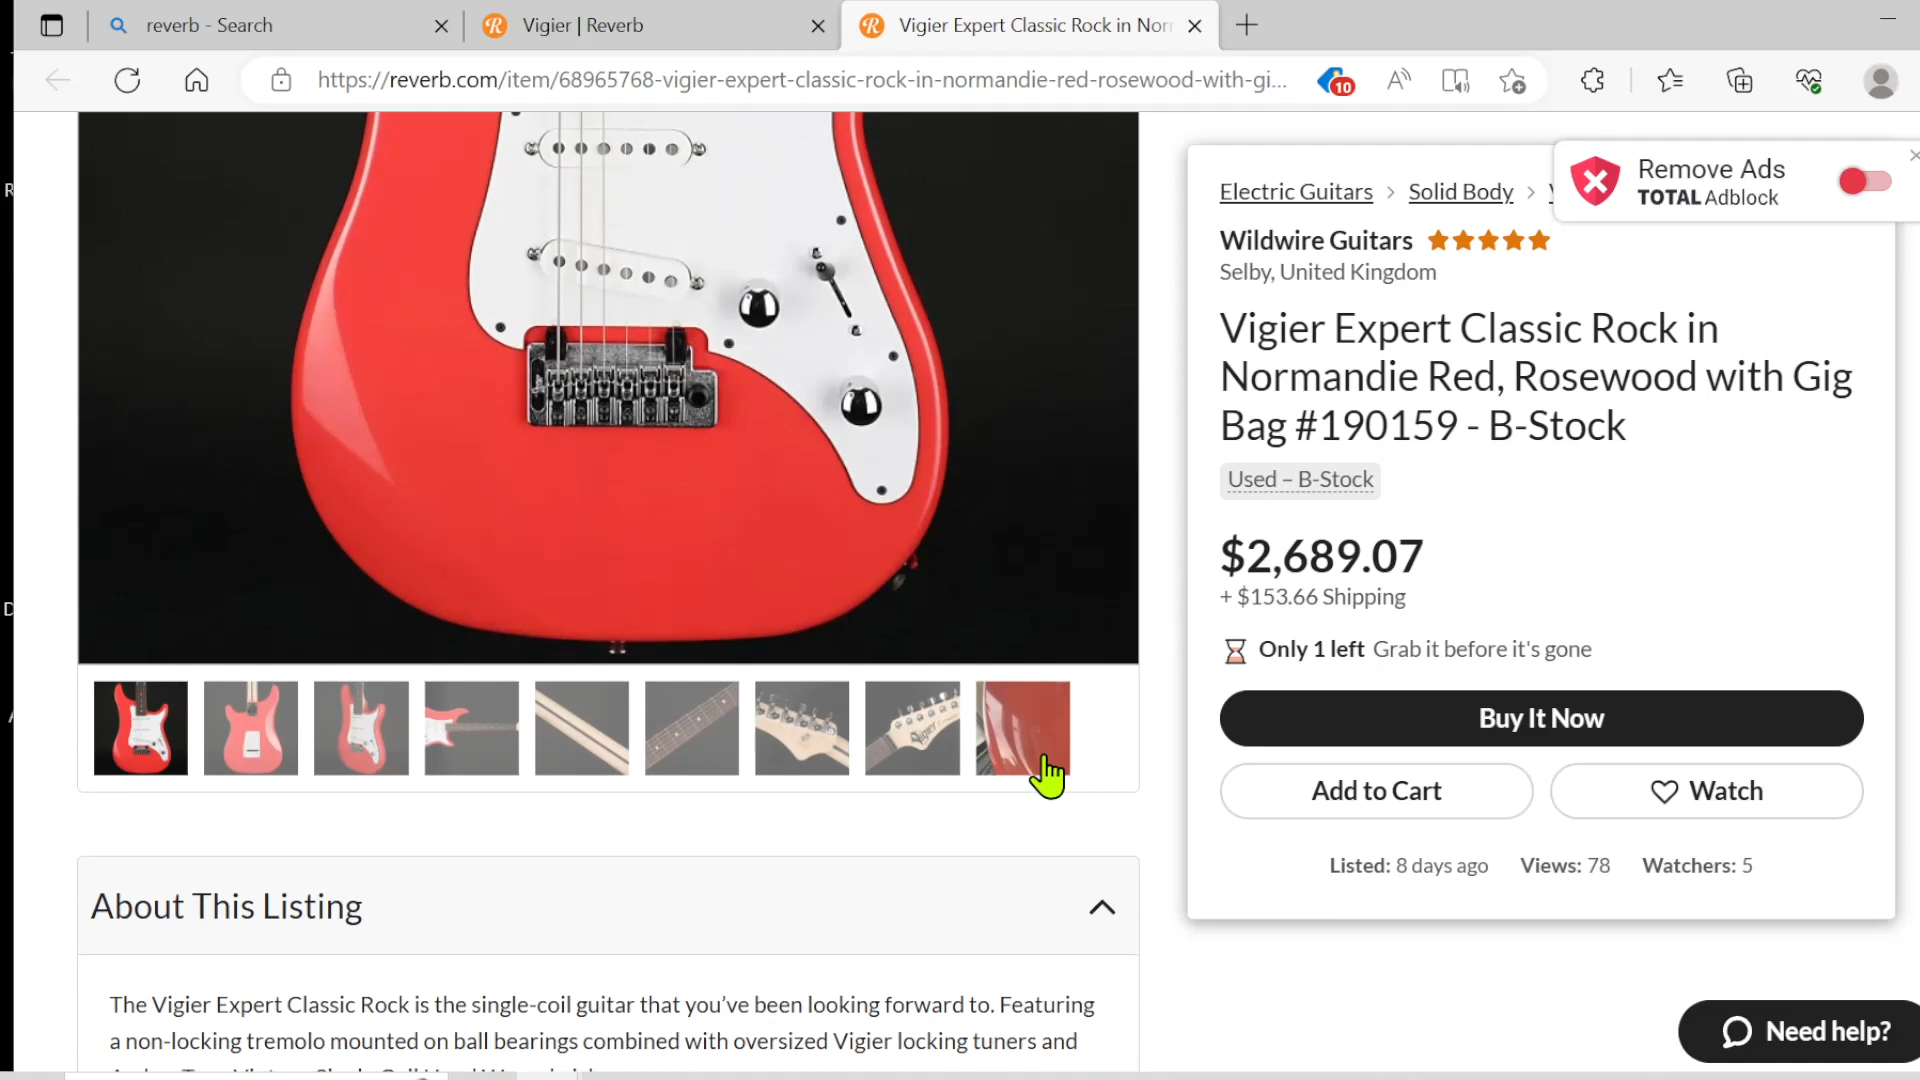 reverb - Search
Vigier | Reverb
Vigier Expert Classic Rock in Nor
https://reverb.com/item/68965768-vigier-expert-classic-rock-in-normandie-red-rosewood-with-gi...
10
Remove Ads
TOTAL Adblock
Electric Guitars > Solid Body >
Wildwire Guitars
Selby, United Kingdom
Vigier Expert Classic Rock in
Normandie Red, Rosewood with Gig
Bag #190159 - B-Stock
Used – B-Stock
$2,689.07
+ $153.66 Shipping
Only 1 left Grab it before it's gone
Buy It Now
Add to Cart
Watch
Listed: 8 days ago Views: 78 Watchers: 5
Vigier
About This Listing
The Vigier Expert Classic Rock is the single-coil guitar that you’ve been looking forward to. Featuring
a non-locking tremolo mounted on ball bearings combined with oversized Vigier locking tuners and
Need help?